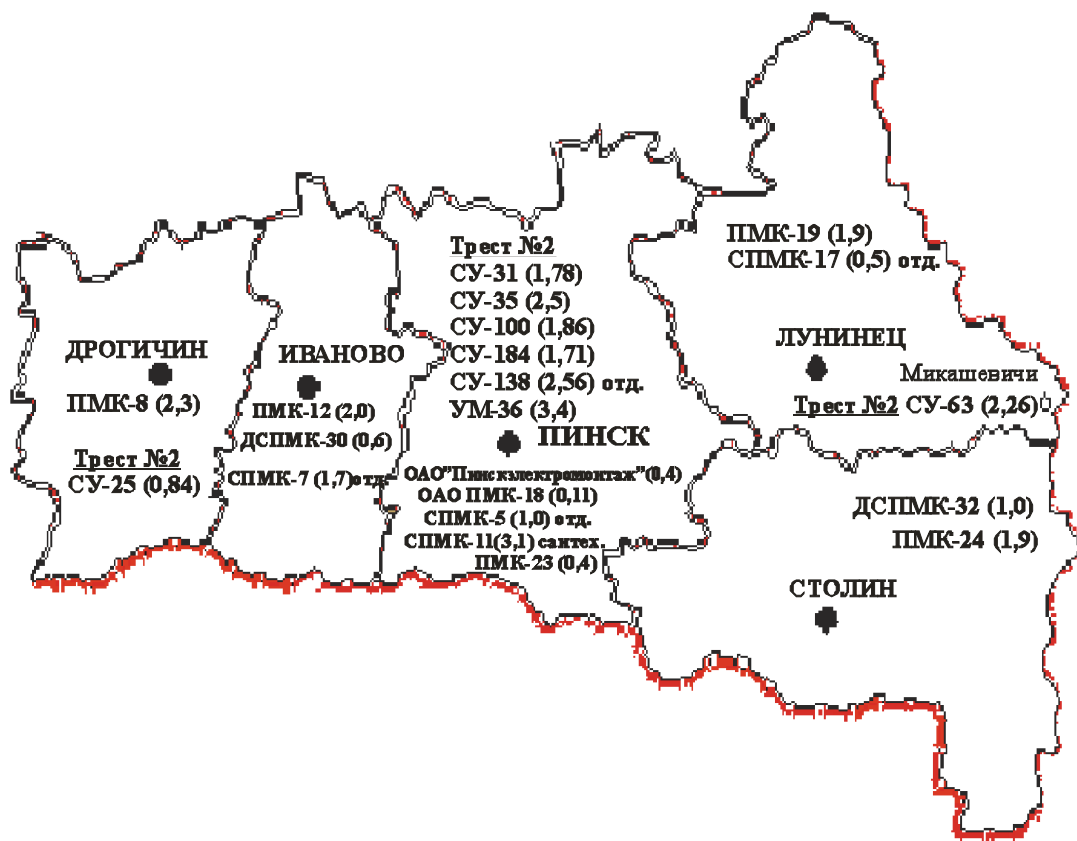 ДРОГИЧИН
ПМК-8 (2,3)
Трест №2
СУ-25 (0,84)
ИВАНОВО
ПМК-12 (2,0)
ДСПМК-30 (0,6)
СПМК-7 (1,7)отд.
Трест №2
СУ-31 (1,78)
СУ-35 (2,5)
СУ-100 (1,86)
СУ-184 (1,71)
СУ-138 (2,56) отд.
УМ-36 (3,4)
ПИНСК
ОАО"Пинскэлектромонтаж"(0,4)
ОАО ПМК-18 (0,11)
СПМК-5 (1,0) отд.
СПМК-11(3,1) сантех.
ПМК-23 (0,4)
ПМК-19 (1,9)
СПМК-17 (0,5) отд.
ЛУНИНЕЦ
Микашевичи
Трест №2 СУ-63 (2,26)
ДСПМК-32 (1,0)
ПМК-24 (1,9)
СТОЛИН